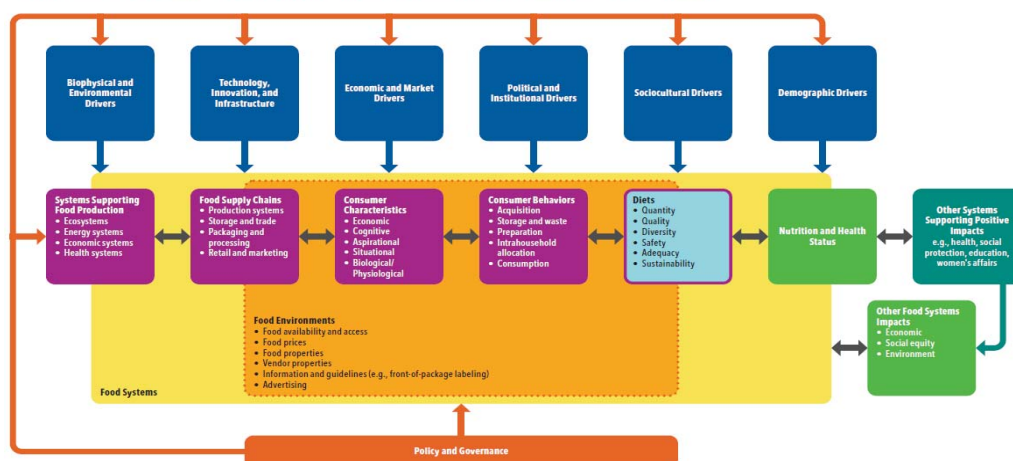 Biophysical and
Environmental
Drivers
Technology,
Innovation, and
Infrastructure
Economic and Market
Drivers
Political and
Institutional Drivers
Sociocultural Drivers
Demographic Drivers
Systems Supporting
Food Production
• Ecosystems
• Energy systems
• Economic systems
• Health systems
Food Supply Chains
• Production systems
• Storage and trade
• Packaging and
processing
• Retail and marketing
Consumer
Characteristics
• Economic
• Cognitive
• Aspirational
• Situational
• Biological/
Physiological
Consumer Behaviors
• Acquisition
• Storage and waste
• Preparation
• Intrahousehold
allocation
• Consumption
Diets
• Quantity
• Quality
• Diversity
• Safety
• Adequacy
• Sustainability
Nutrition and Health
Status
Other Systems
Supporting Positive
Impacts
e.g., health, social
protection, education,
women's affairs
Food Environments
• Food availability and access
• Food prices
• Food properties
• Vendor properties
• Information and guidelines (e.g., front-of-package labeling)
• Advertising
Other Food Systems
Impacts
• Economic
• Social equity
• Environment
Food Systems
Policy and Governance